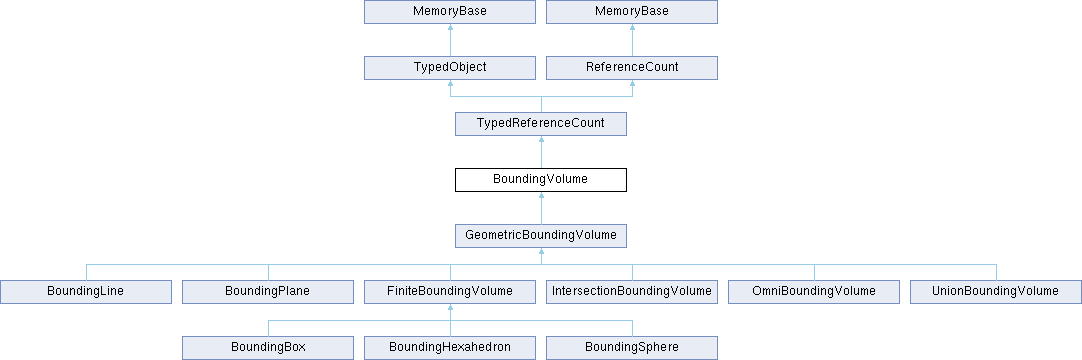 MemoryBase
MemoryBase
TypedObject
ReferenceCount
TypedReferenceCount
BoundingVolume
GeometricBoundingVolume
BoundingLine
BoundingPlane
FiniteBoundingVolume
IntersectionBoundingVolume
OmniBoundingVolume
UnionBoundingVolume
BoundingBox
BoundingHexahedron
BoundingSphere